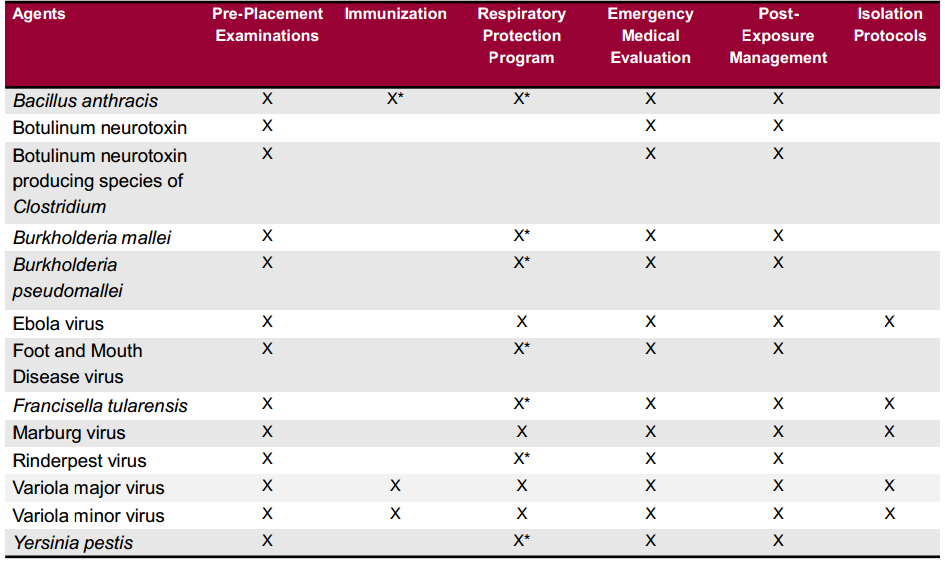 Agents Pre-Placement Immunization Respiratory Emergency Post- Isolation
Examinations Protection Medical Exposure Protocols
Program Evaluation Management
Bacillus anthracis X X* X* X X
Botulinum neurotoxin X X X
Botulinum neurotoxin X X X
producing species of
Clostridium
Burkholderia mallei X X* X X
Burkholderia X X* X X
pseudomallei
Ebola virus X X X X X
Foot and Mouth X X* X X
Disease virus
Francisella tularensis X X* X X X
Marburg virus X X X X X
Rinderpest virus X X* X X
Variola major virus X X X X X X
Variola minor virus X X X X X X
Yersinia pestis X X* X X